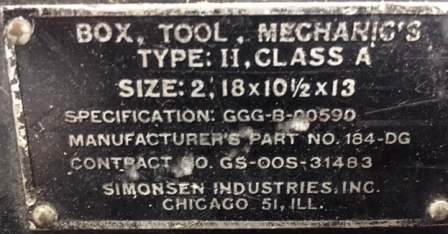 BOX, TOOL, MECHANIC'S
TYPE: II, CLASS A
SIZE: 2, 18x10½x13
SPECIFICATION: GGG-B-00590
MANUFACTURER'S PART NO. 184-DG
CONTRACT NO. GS-00S-31483
SIMONSEN INDUSTRIES, INC.
CHICAGO 51, ILL.